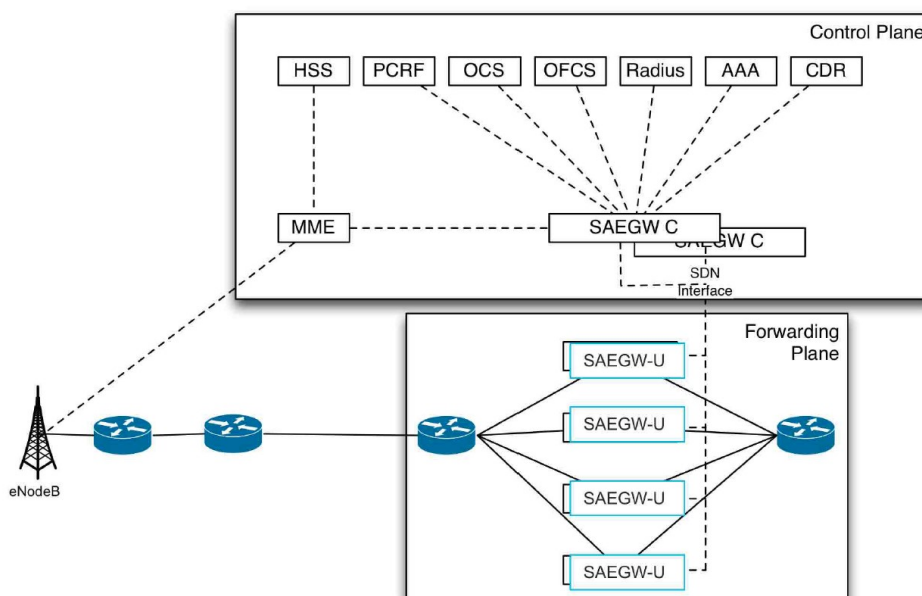 Control Plane
HSS
PCRF
OCS
OFCS
Radius
AAA
CDR
MME
SAEGW C
SAEGW C
SDN
Interface
Forwarding
Plane
SAEGW-U
SAEGW-U
SAEGW-U
SAEGW-U
eNodeB